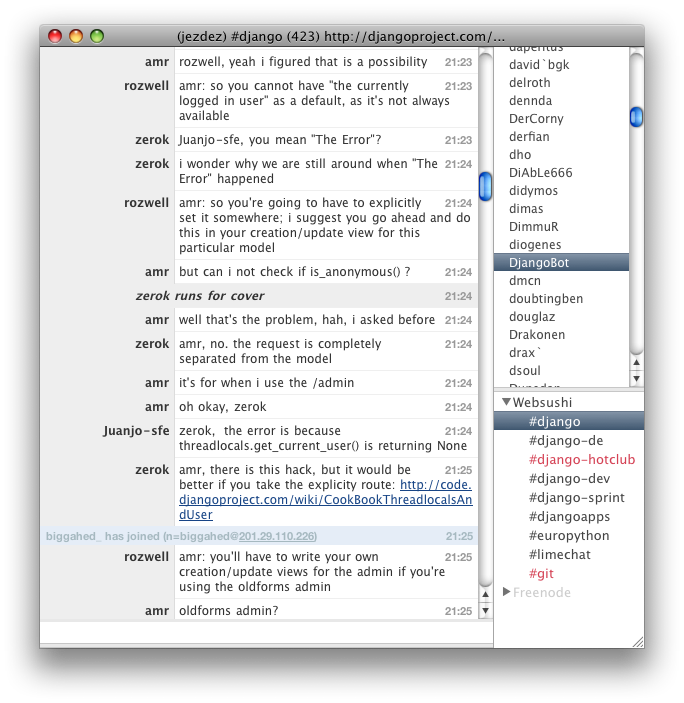 (jezdez) #django (423) http://djangoproject.com/...
amr rozwell, yeah i figured that is a possibility 21:23
rozwell amr: so you cannot have "the currently 21:23
logged in user" as a default, as it's not always
available
zerok Juanjo-sfe, you mean "The Error"? 21:23
zerok i wonder why we are still around when "The 21:24
Error" happened
rozwell amr: so you're going to have to explicitly 21:24
set it somewhere; i suggest you go ahead and do
this in your creation/update view for this
particular model
amr but can i not check if is_anonymous() ? 21:24
zerok runs for cover 21:24
amr well that's the problem, hah, i asked before 21:24
zerok amr, no. the request is completely 21:24
separated from the model
amr it's for when i use the /admin 21:24
amr oh okay, zerok 21:24
Juanjo-sfe zerok,  the error is because 21:24
threadlocals.get_current_user() is returning None
zerok amr, there is this hack, but it would be 21:25
better if you take the explicity route: http://code.
djangoproject.com/wiki/CookBookThreadlocalsAn
dUser
biggahed_ has joined (n=biggahed@201.29.110.226) 21:25
rozwell amr: you'll have to write your own 21:25
creation/update views for the admin if you're
using the oldforms admin
amr oldforms admin? 21:25
david`bgk
delroth
dennda
DerCorny
derfian
dho
DiAbLe666
didymos
dimas
DimmuR
diogenes
DjangoBot
dmcn
doubtingben
douglaz
Drakonen
drax`
dsoul
Websushi
#django
#django-de
#django-hotclub
#django-dev
#django-sprint
#djangoapps
#europython
#limechat
#git
Freenode